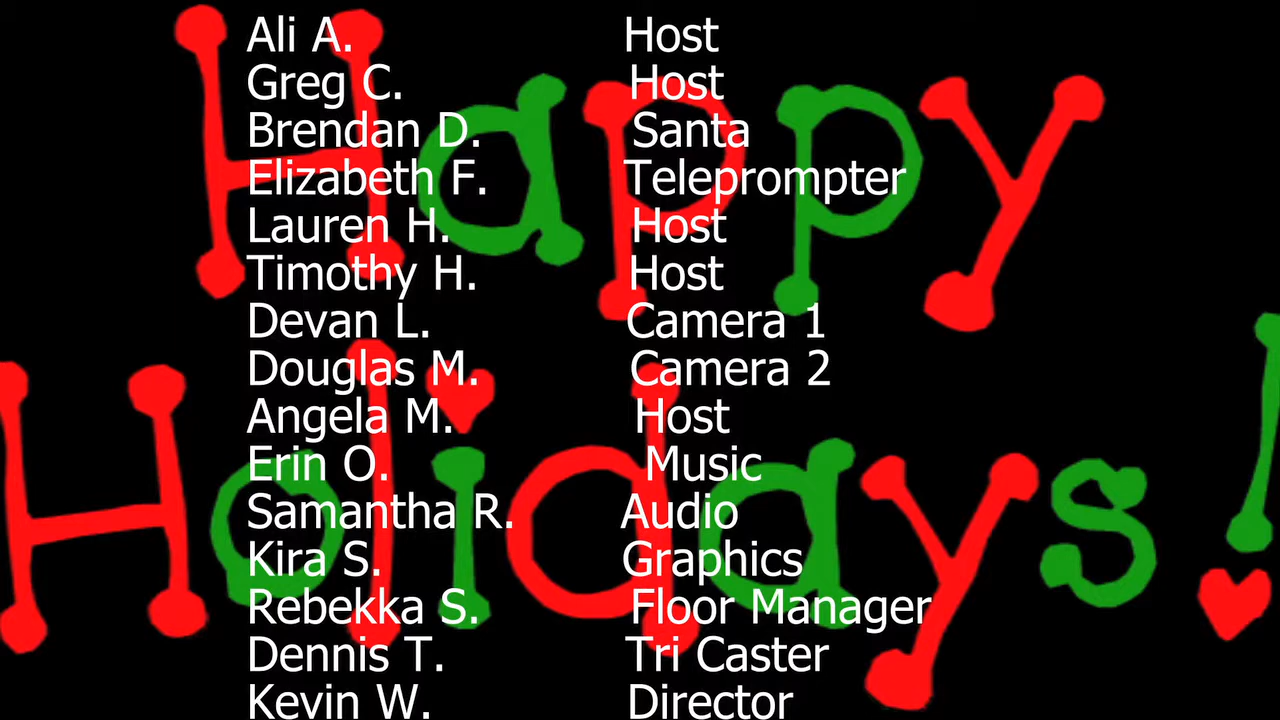 Happy
Holidays!
Ali A. Host
Greg C. Host
Brendan D. Santa
Elizabeth F. Teleprompter
Lauren H. Host
Timothy H. Host
Devan L. Camera 1
Douglas M. Camera 2
Angela M. Host
Erin O. Music
Samantha R. Audio
Kira S. Graphics
Rebekka S. Floor Manager
Dennis T. Tri Caster
Kevin W. Director